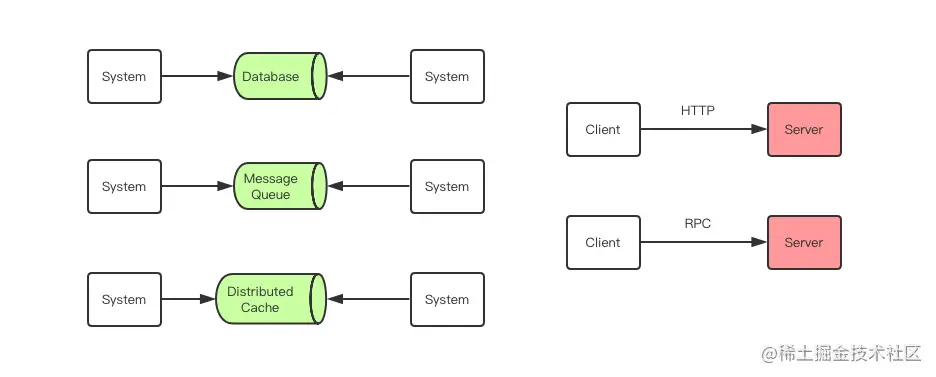 System
Database
System
System
Message
Queue
System
System
Distributed
Cache
System
Client
HTTP
Server
Client
RPC
Server
@稀土掘金技术社区